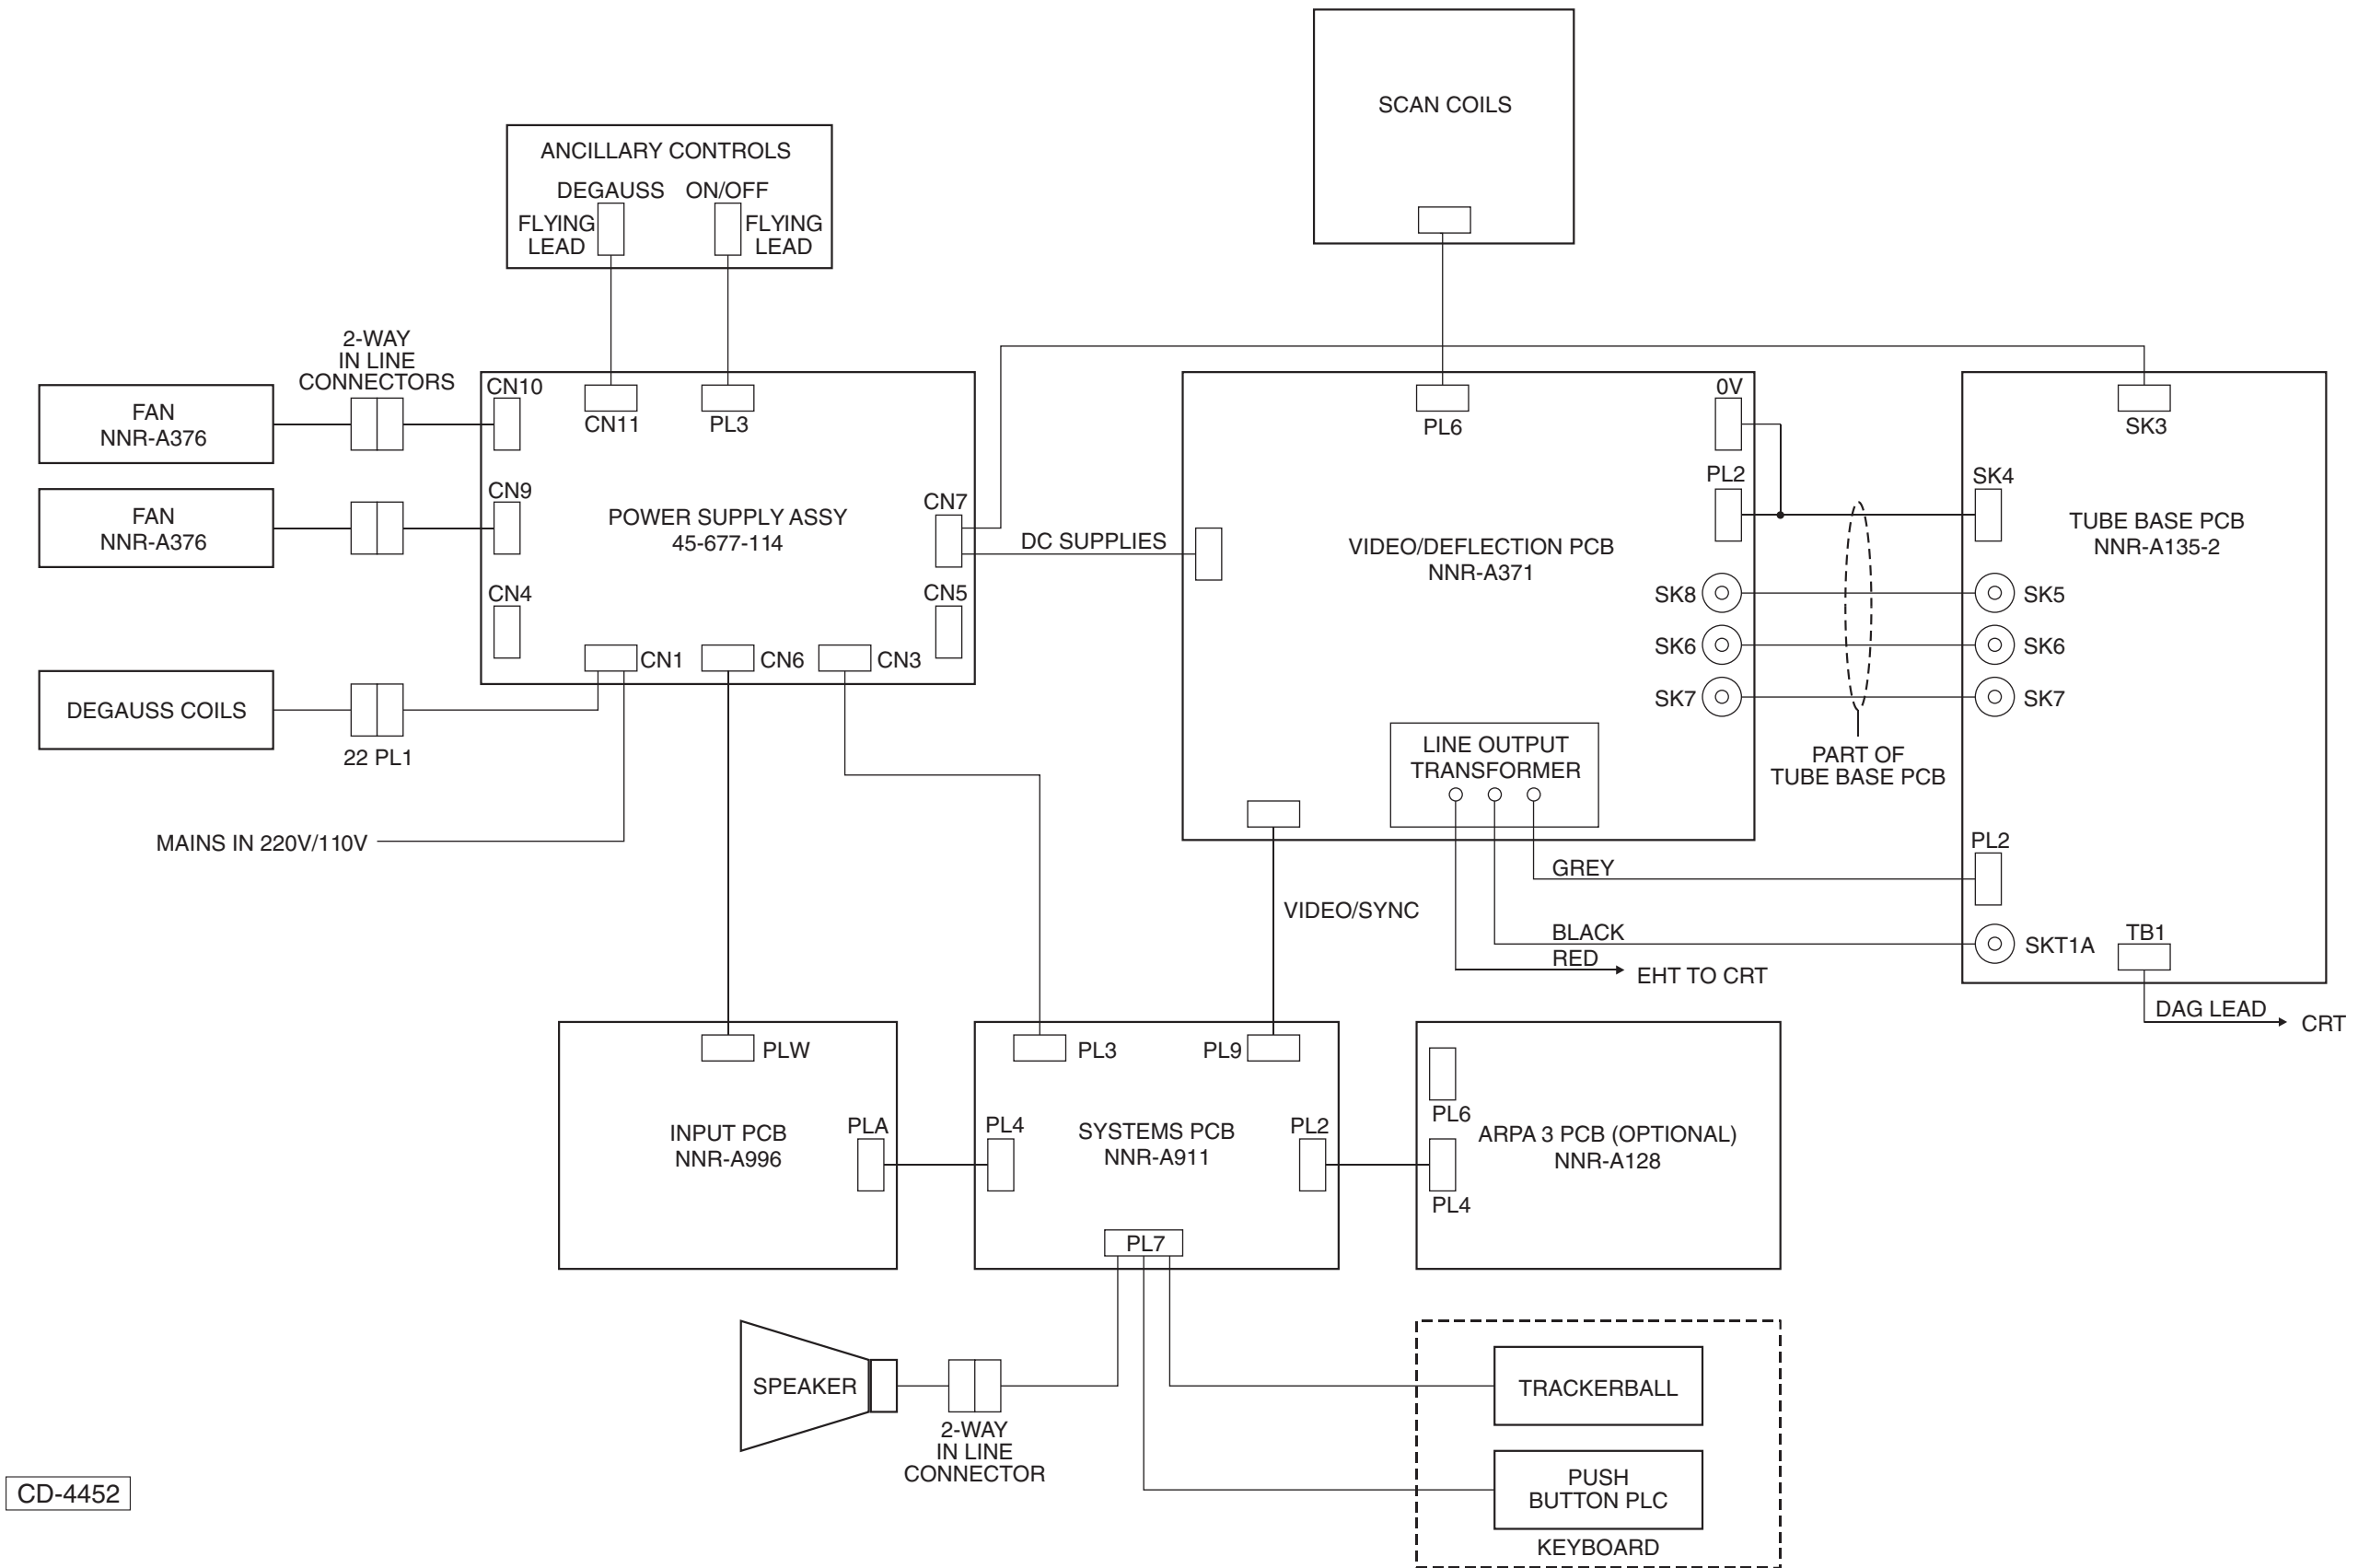 SCAN COILS
ANCILLARY CONTROLS
DEGAUSS
ON/OFF
FLYING
LEAD
FLYING
LEAD
2-WAY
IN LINE
CONNECTORS
FAN
NNR-A376
FAN
NNR-A376
CN10
CN11
PL3
CN9
POWER SUPPLY ASSY
45-677-114
CN7
CN4
CN5
CN1
CN6
CN3
DC SUPPLIES
DEGAUSS COILS
22 PL1
MAINS IN 220V/110V
PL6
0V
PL2
VIDEO/DEFLECTION PCB
NNR-A371
SK8
SK6
SK7
LINE OUTPUT
TRANSFORMER
PART OF
TUBE BASE PCB
SK3
SK4
TUBE BASE PCB
NNR-A135-2
SK5
SK6
SK7
PL2
SKT1A
TB1
GREY
BLACK
RED
EHT TO CRT
DAG LEAD
CRT
VIDEO/SYNC
PLW
INPUT PCB
NNR-A996
PLA
PL3
PL9
PL4
SYSTEMS PCB
NNR-A911
PL2
PL7
PL6
ARPA 3 PCB (OPTIONAL)
NNR-A128
PL4
SPEAKER
2-WAY
IN LINE
CONNECTOR
TRACKERBALL
PUSH
BUTTON PLC
KEYBOARD
CD-4452